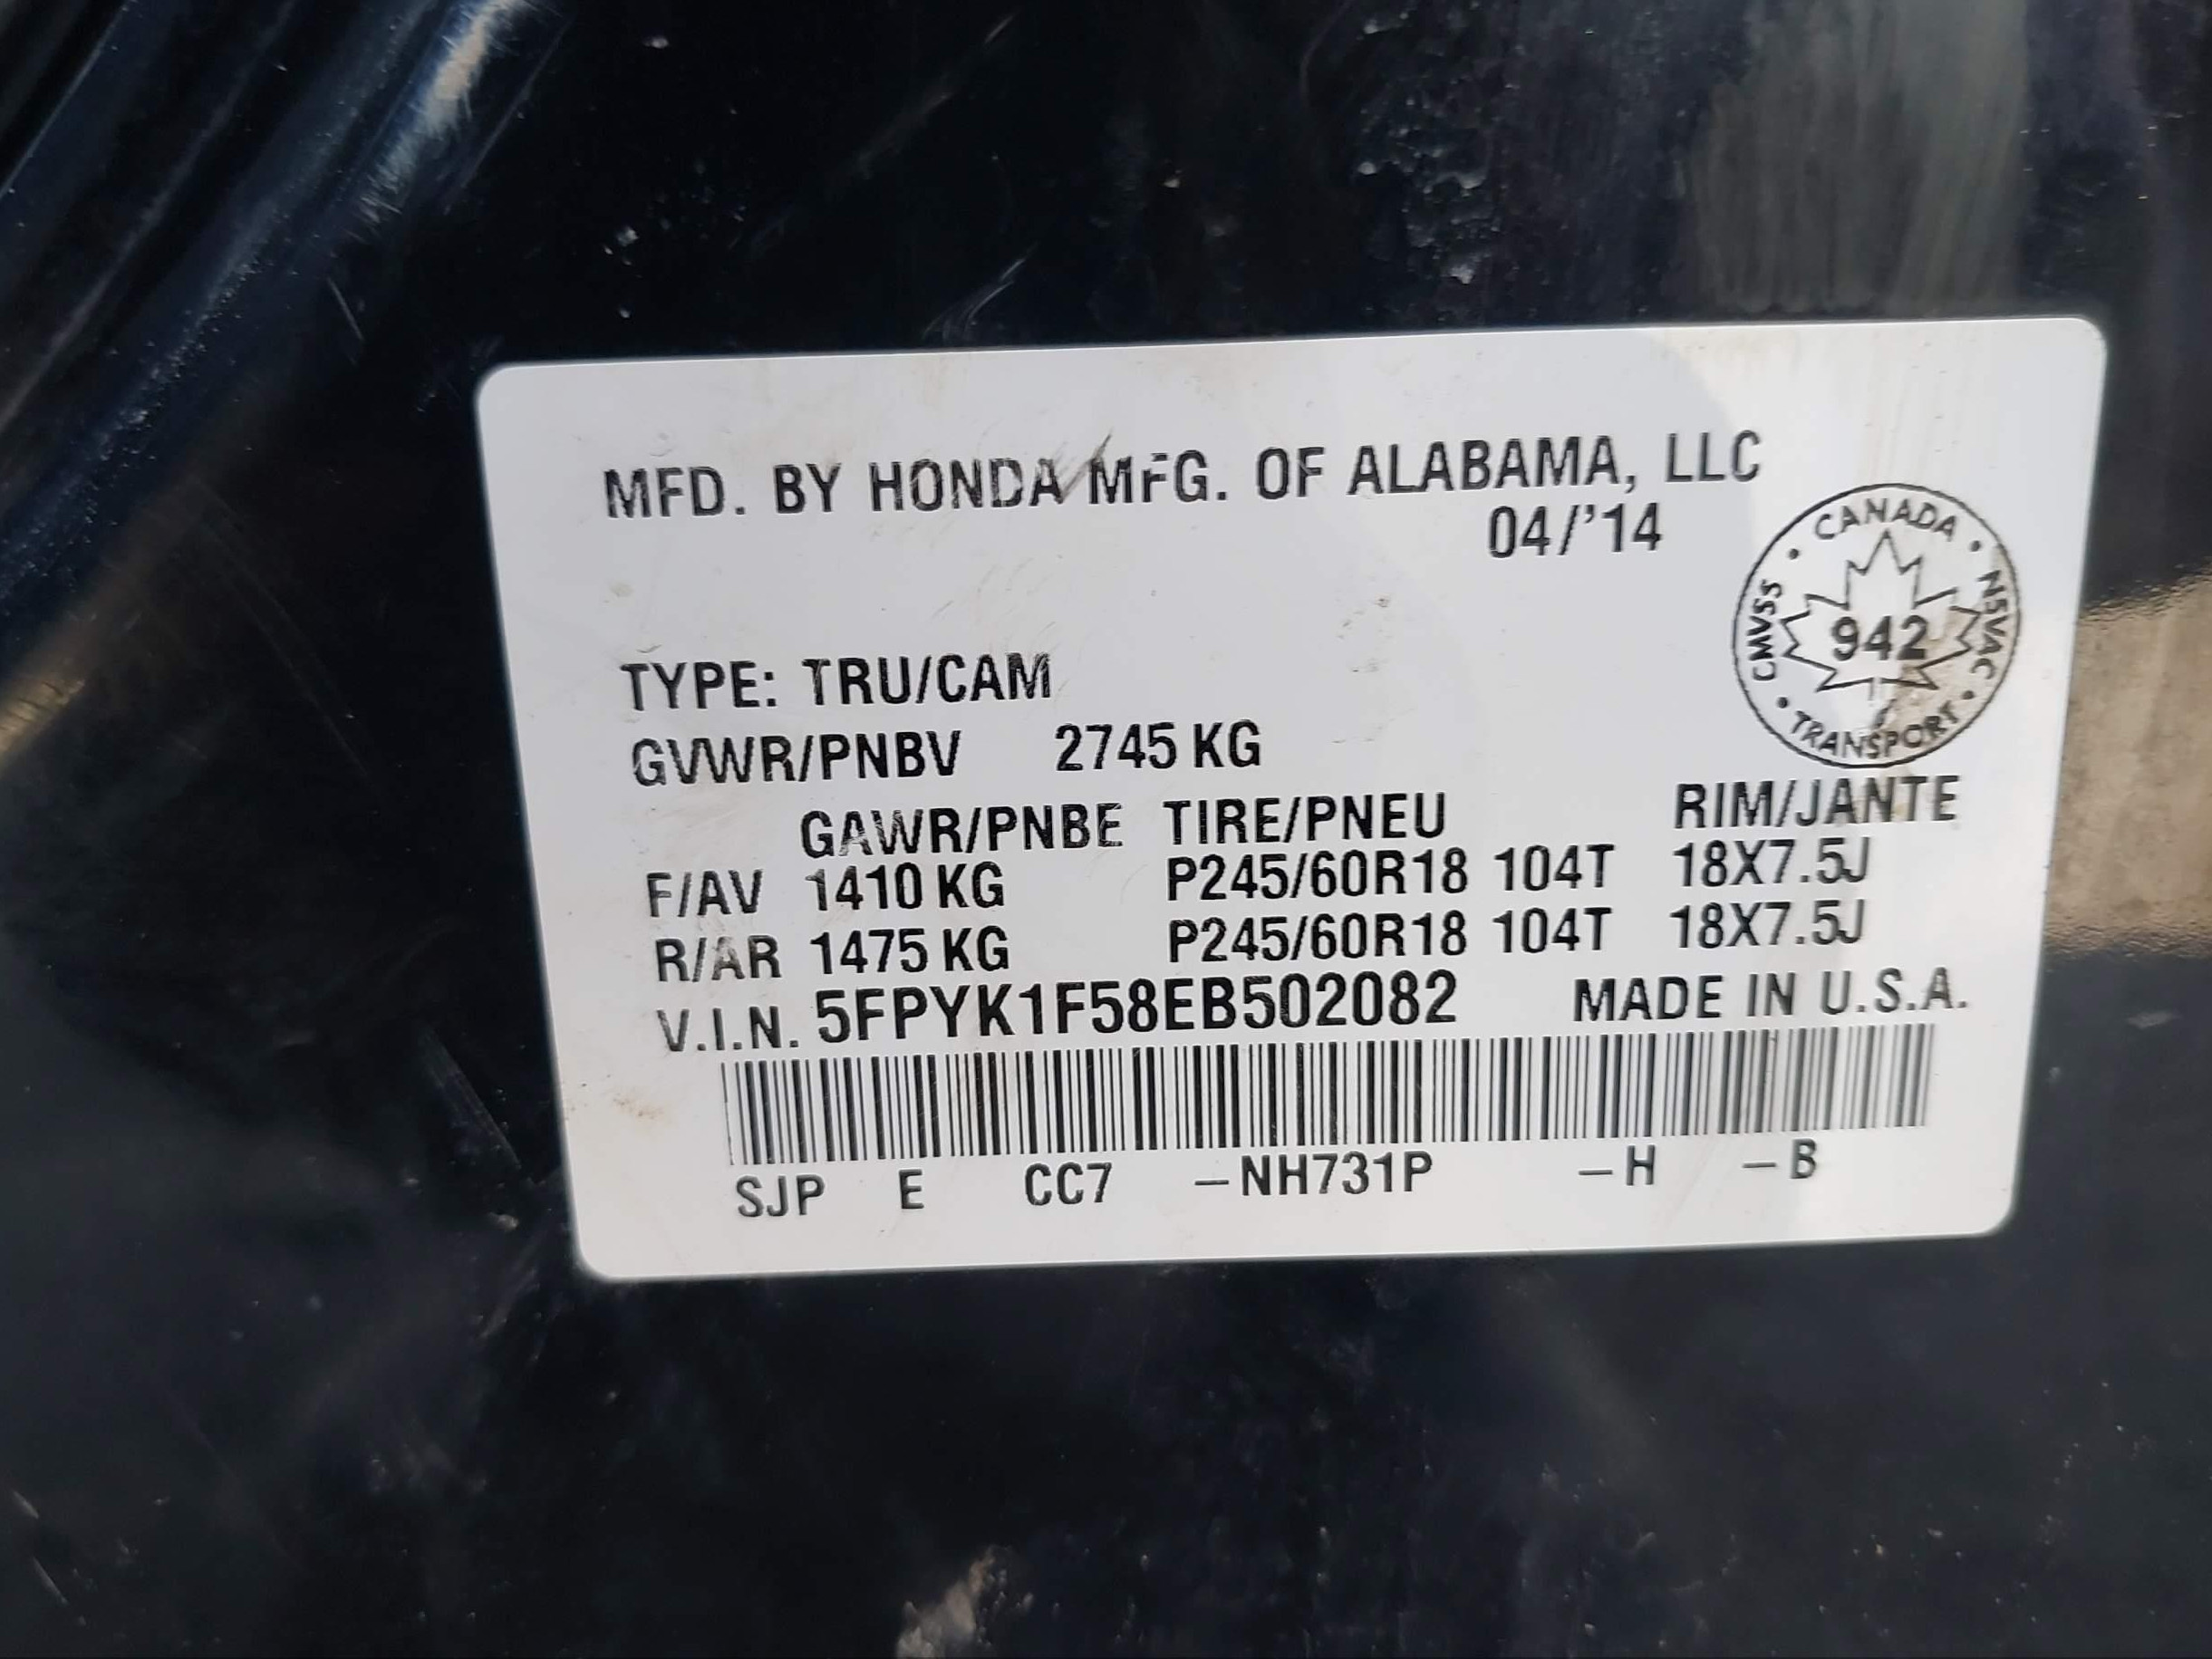 MFD. BY HONDA MFG. OF ALABAMA, LLC
04/'14
CANADA
CMVSS
NSVAC
942
TRANSPORT
TYPE: TRU/CAM
GVWR/PNBV 2745 KG
GAWR/PNBE TIRE/PNEU RIM/JANTE
F/AV 1410 KG P245/60R18 104T 18X7.5J
R/AR 1475 KG P245/60R18 104T 18X7.5J
V.I.N. 5FPYK1F58EB502082 MADE IN U.S.A.
SJP E CC7 –NH731P –H –B